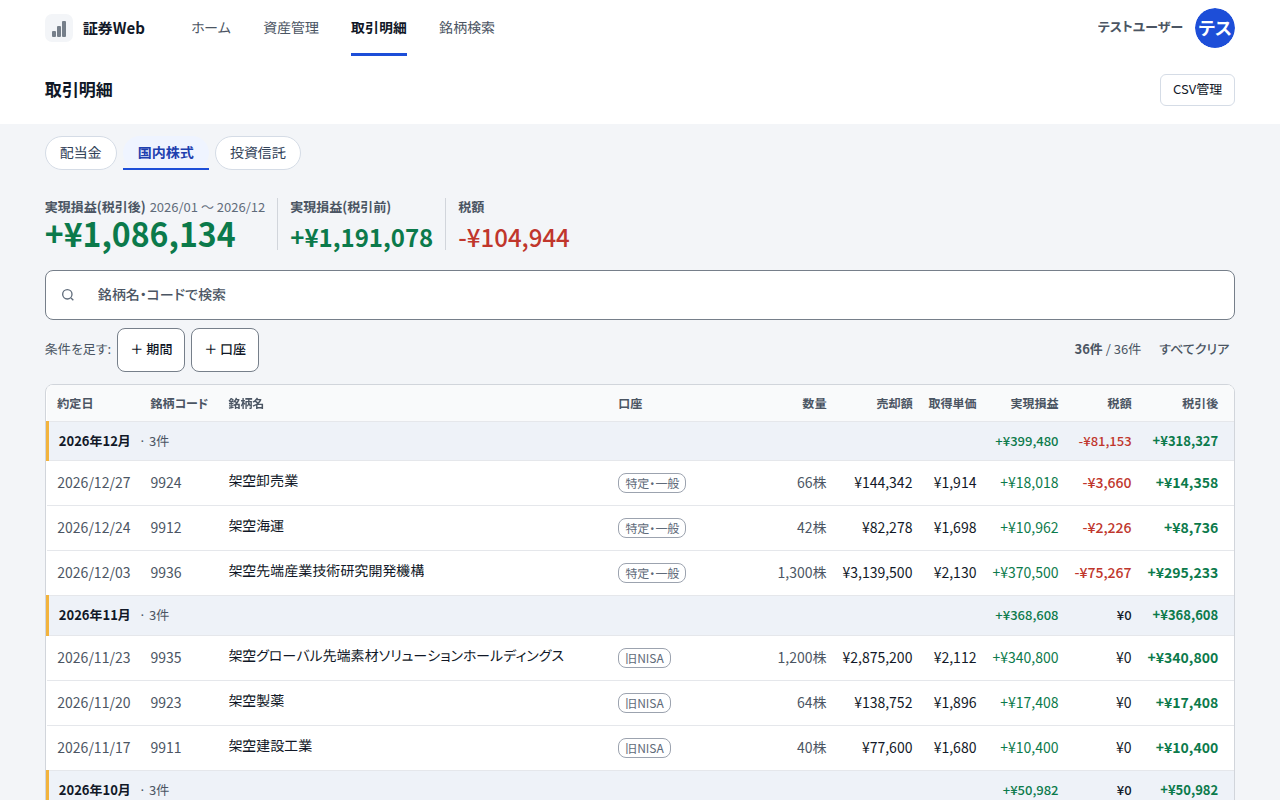 証券Web ホーム 資産管理 取引明細 銘柄検索 テストユーザー テス
取引明細 CSV管理
配当金 国内株式 投資信託
実現損益(税引後) 2026/01 〜 2026/12 実現損益(税引前) 税額
+¥1,086,134 +¥1,191,078 -¥104,944
銘柄名・コードで検索
条件を足す: ＋ 期間 ＋ 口座 36件 / 36件 すべてクリア
約定日 銘柄コード 銘柄名 口座 数量 売却額 取得単価 実現損益 税額 税引後
2026年12月 · 3件 +¥399,480 -¥81,153 +¥318,327
2026/12/27 9924 架空卸売業 特定・一般 66株 ¥144,342 ¥1,914 +¥18,018 -¥3,660 +¥14,358
2026/12/24 9912 架空海運 特定・一般 42株 ¥82,278 ¥1,698 +¥10,962 -¥2,226 +¥8,736
2026/12/03 9936 架空先端産業技術研究開発機構 特定・一般 1,300株 ¥3,139,500 ¥2,130 +¥370,500 -¥75,267 +¥295,233
2026年11月 · 3件 +¥368,608 ¥0 +¥368,608
2026/11/23 9935 架空グローバル先端素材ソリューションホールディングス 旧NISA 1,200株 ¥2,875,200 ¥2,112 +¥340,800 ¥0 +¥340,800
2026/11/20 9923 架空製薬 旧NISA 64株 ¥138,752 ¥1,896 +¥17,408 ¥0 +¥17,408
2026/11/17 9911 架空建設工業 旧NISA 40株 ¥77,600 ¥1,680 +¥10,400 ¥0 +¥10,400
2026年10月 · 3件 +¥50,982 ¥0 +¥50,982